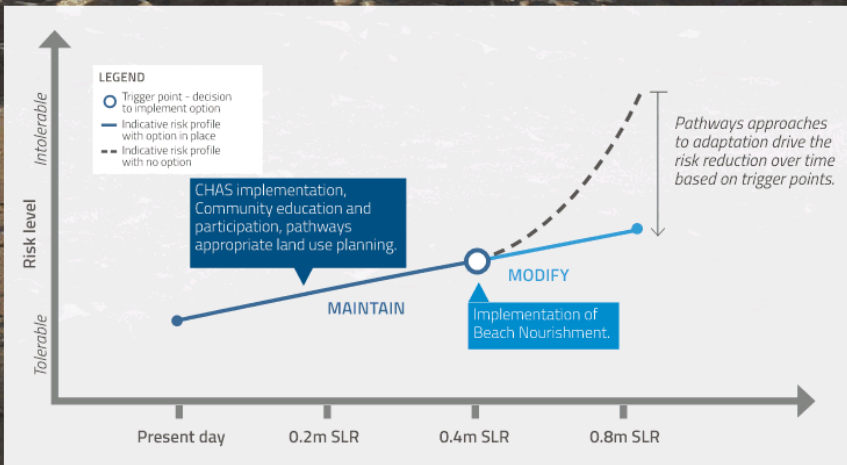 LEGEND
Trigger point - decision
to implement option
Indicative risk profile
with option in place
Indicative risk profile
with no option
Intolerable
Risk level
Tolerable
CHAS implementation,
Community education and
participation, pathways
appropriate land use planning.
MAINTAIN
MODIFY
Implementation of
Beach Nourishment.
Pathways approaches
to adaptation drive the
risk reduction over time
based on trigger points.
Present day
0.2m SLR
0.4m SLR
0.8m SLR